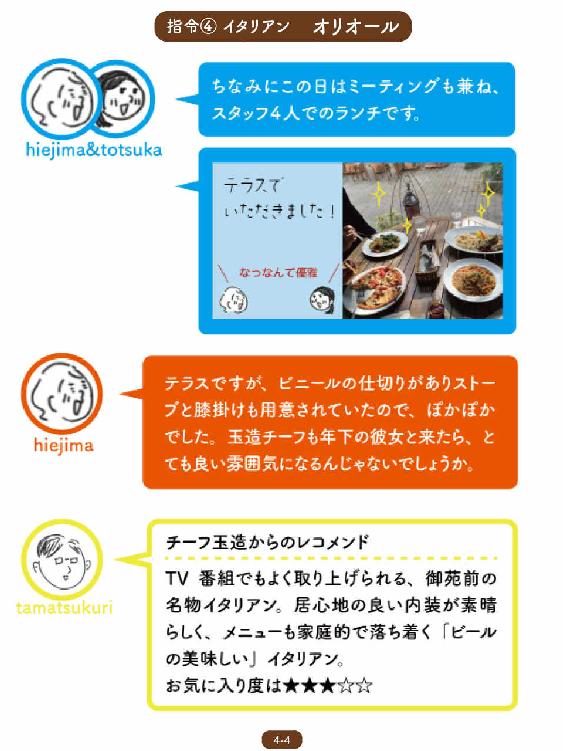 指令④ イタリアン オリオール
ちなみにこの日はミーティングも兼ね、
スタッフ4人でのランチです。
hiejima&totsuka
テラスで
いただきました！
なっなんて優雅
テラスですが、ビニールの仕切りがありストー
ブと膝掛けも用意されていたので、ぽかぽか
でした。玉造チーフも年下の彼女と来たら、と
ても良い雰囲気になるんじゃないでしょうか。
hiejima
チーフ玉造からのレコメンド
TV 番組でもよく取り上げられる、御苑前の
名物イタリアン。居心地の良い内装が素晴
らしく、メニューも家庭的で落ち着く「ビール
の美味しい」イタリアン。
お気に入り度は★★★☆☆
tamatsukuri
4-4